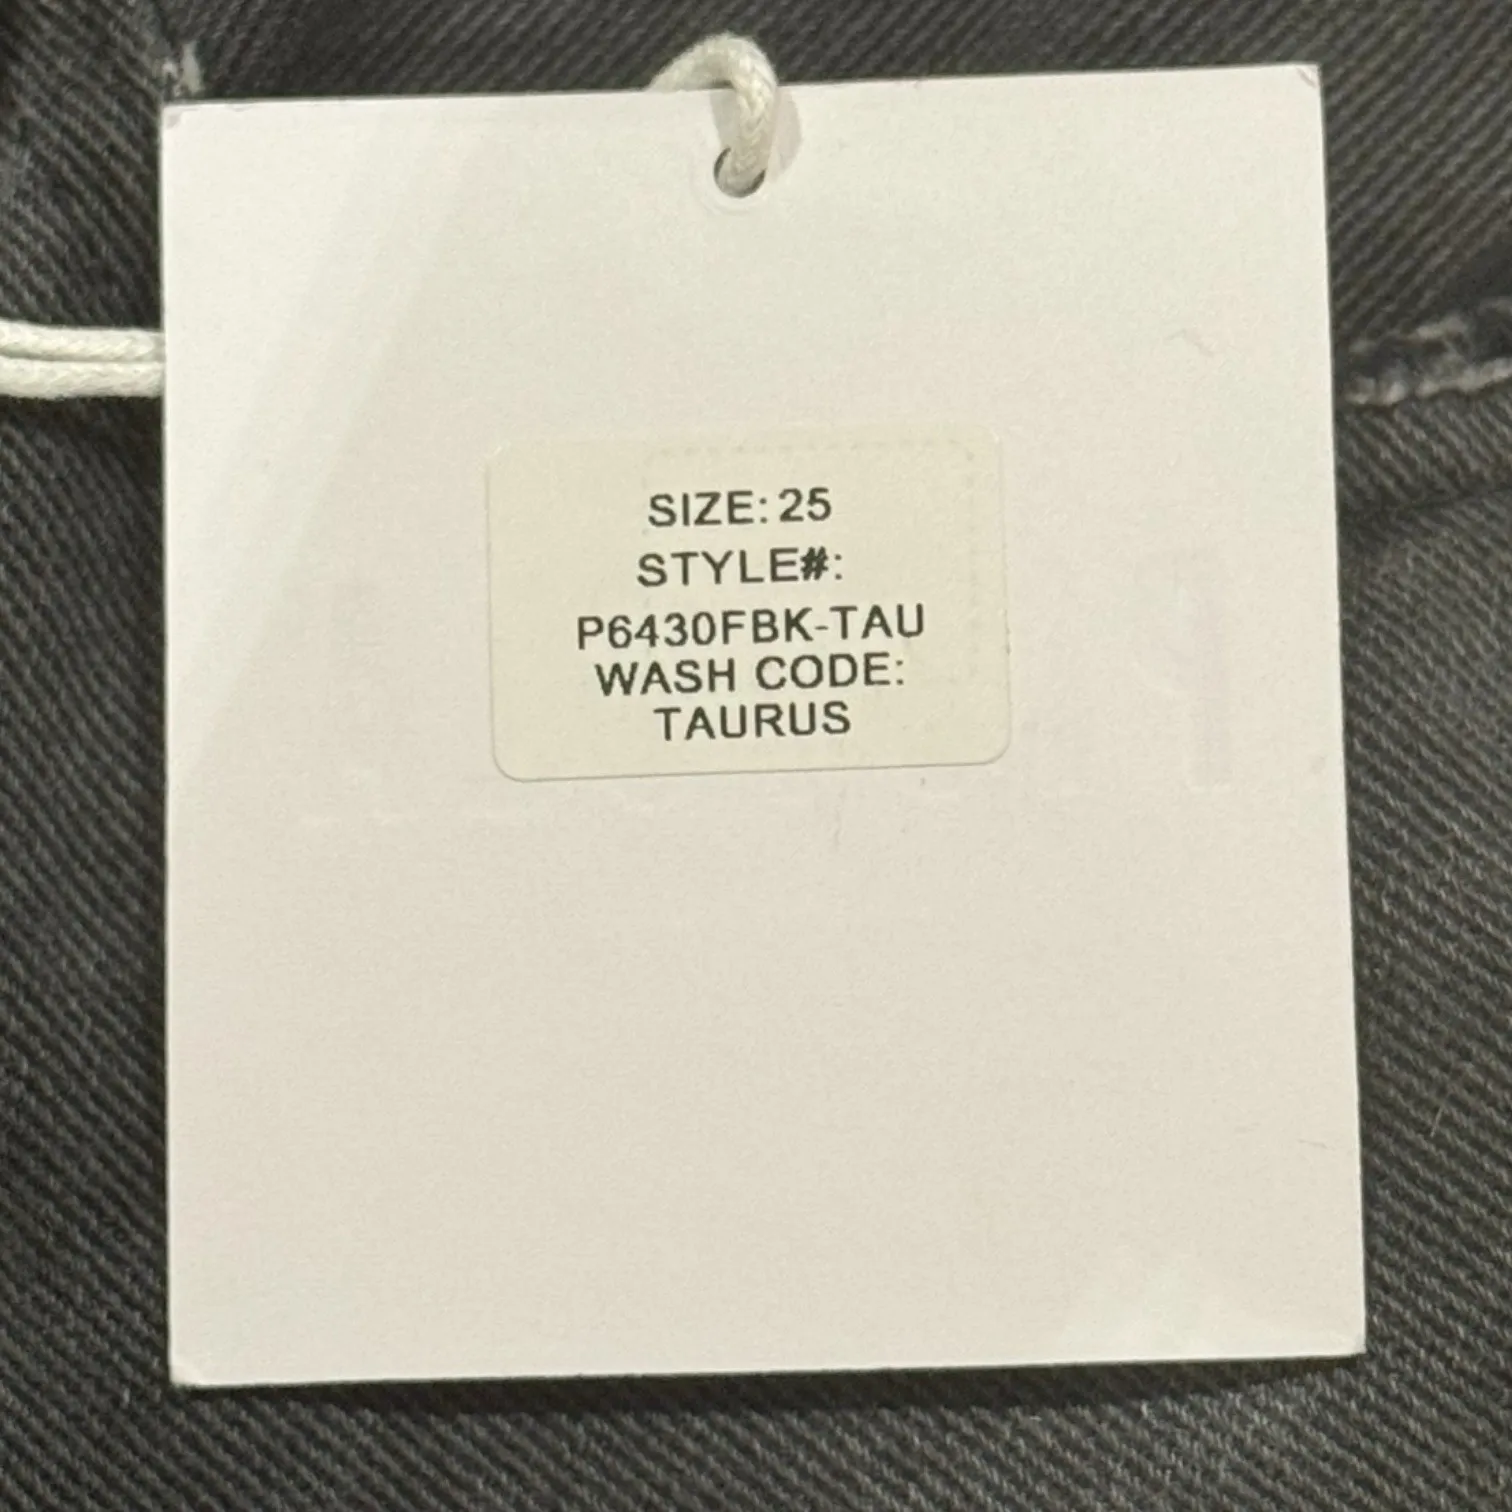 SIZE: 25
STYLE#:
P6430FBK-TAU
WASH CODE:
TAURUS